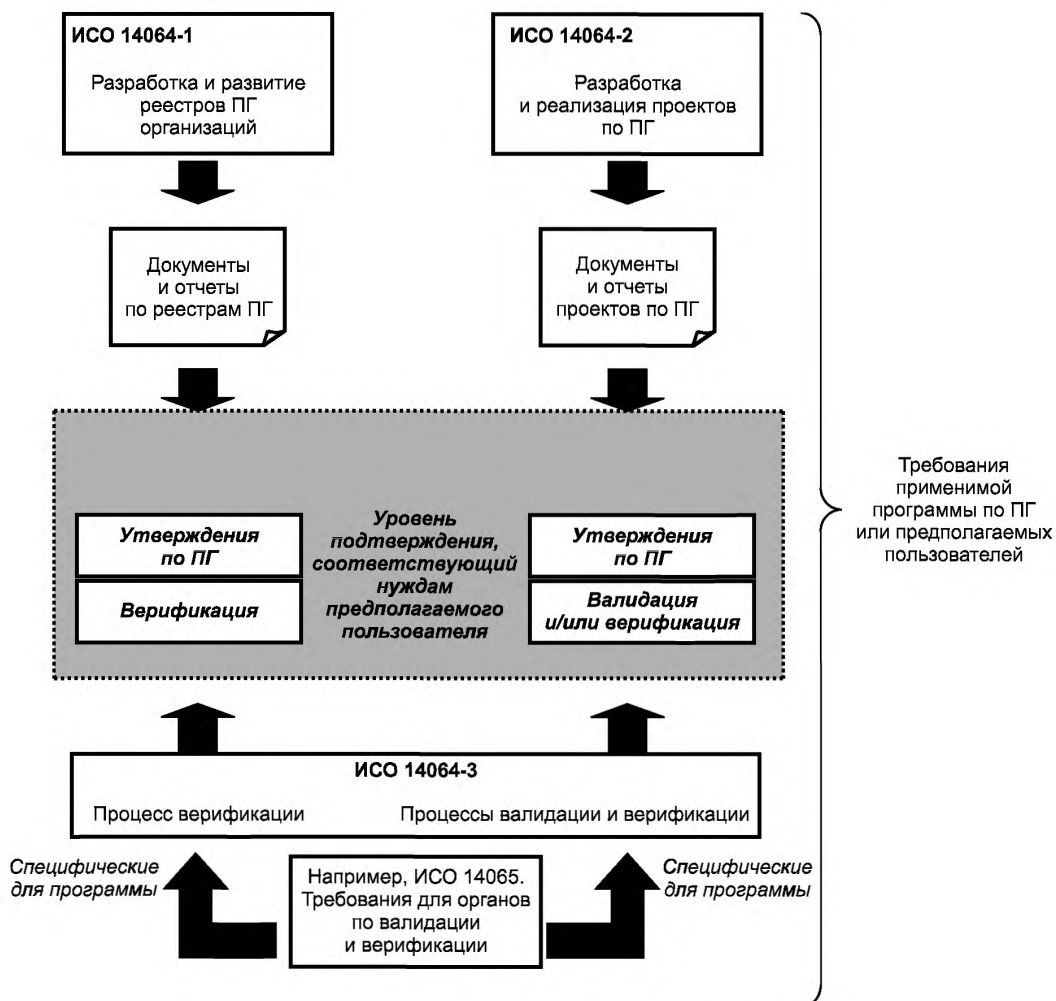 ИСО 14064-1
Разработка и развитие
реестров ПГ
организаций
ИСО 14064-2
Разработка
и реализация проектов
по ПГ
Документы
и отчеты
по реестрам ПГ
Документы
и отчеты
проектов по ПГ
Утверждения
по ПГ
Верификация
Уровень
подтверждения,
соответствующий
нуждам
предполагаемого
пользователя
Утверждения
по ПГ
Валидация
и/или верификация
Требования
применимой
программы по ПГ
или предполагаемых
пользователей
ИСО 14064-3
Процесс верификации
Процессы валидации и верификации
Специфические
для программы
Например, ИСО 14065.
Требования для органов
по валидации
и верификации
Специфические
для программы